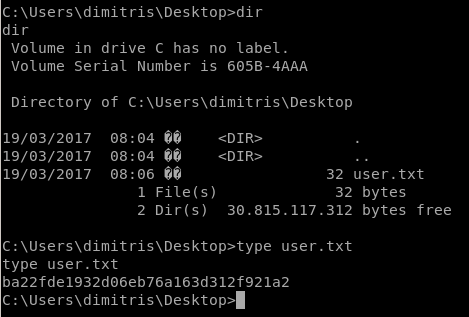 C:\Users\dimitris\Desktop>dir
dir
 Volume in drive C has no label.
 Volume Serial Number is 605B-4AAA

 Directory of C:\Users\dimitris\Desktop

19/03/2017  08:04 ��    <DIR>          .
19/03/2017  08:04 ��    <DIR>          ..
19/03/2017  08:06 ��                32 user.txt
               1 File(s)             32 bytes
               2 Dir(s)  30.815.117.312 bytes free

C:\Users\dimitris\Desktop>type user.txt
type user.txt
ba22fde1932d06eb76a163d312f921a2
C:\Users\dimitris\Desktop>